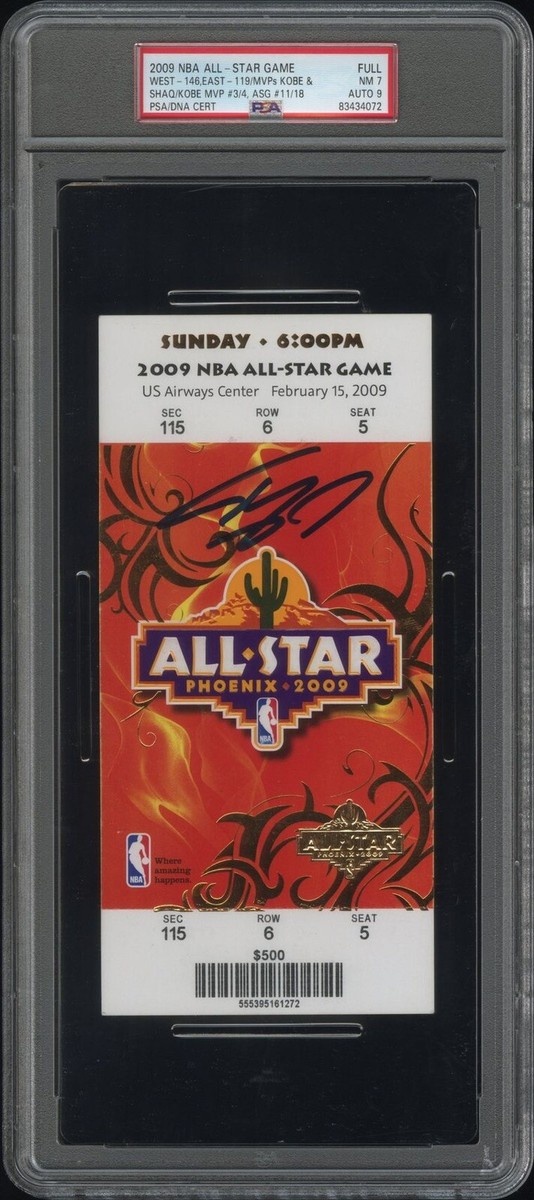 2009 NBA ALL-STAR GAME FULL
WEST-146,EAST-119/MVPs KOBE & NM 7
SHAQ/KOBE MVP #3/4, ASG #11/18 AUTO 9
PSA/DNA CERT PSA 83434072
SUNDAY • 6:00PM
2009 NBA ALL-STAR GAME
US Airways Center February 15, 2009
SEC ROW SEAT
115 6 5
ALL•STAR
PHOENIX • 2009
NBA
ALL•STAR
PHOENIX•2009
NBA
Where
amazing
happens.
SEC ROW SEAT
115 6 5
$500
555395161272